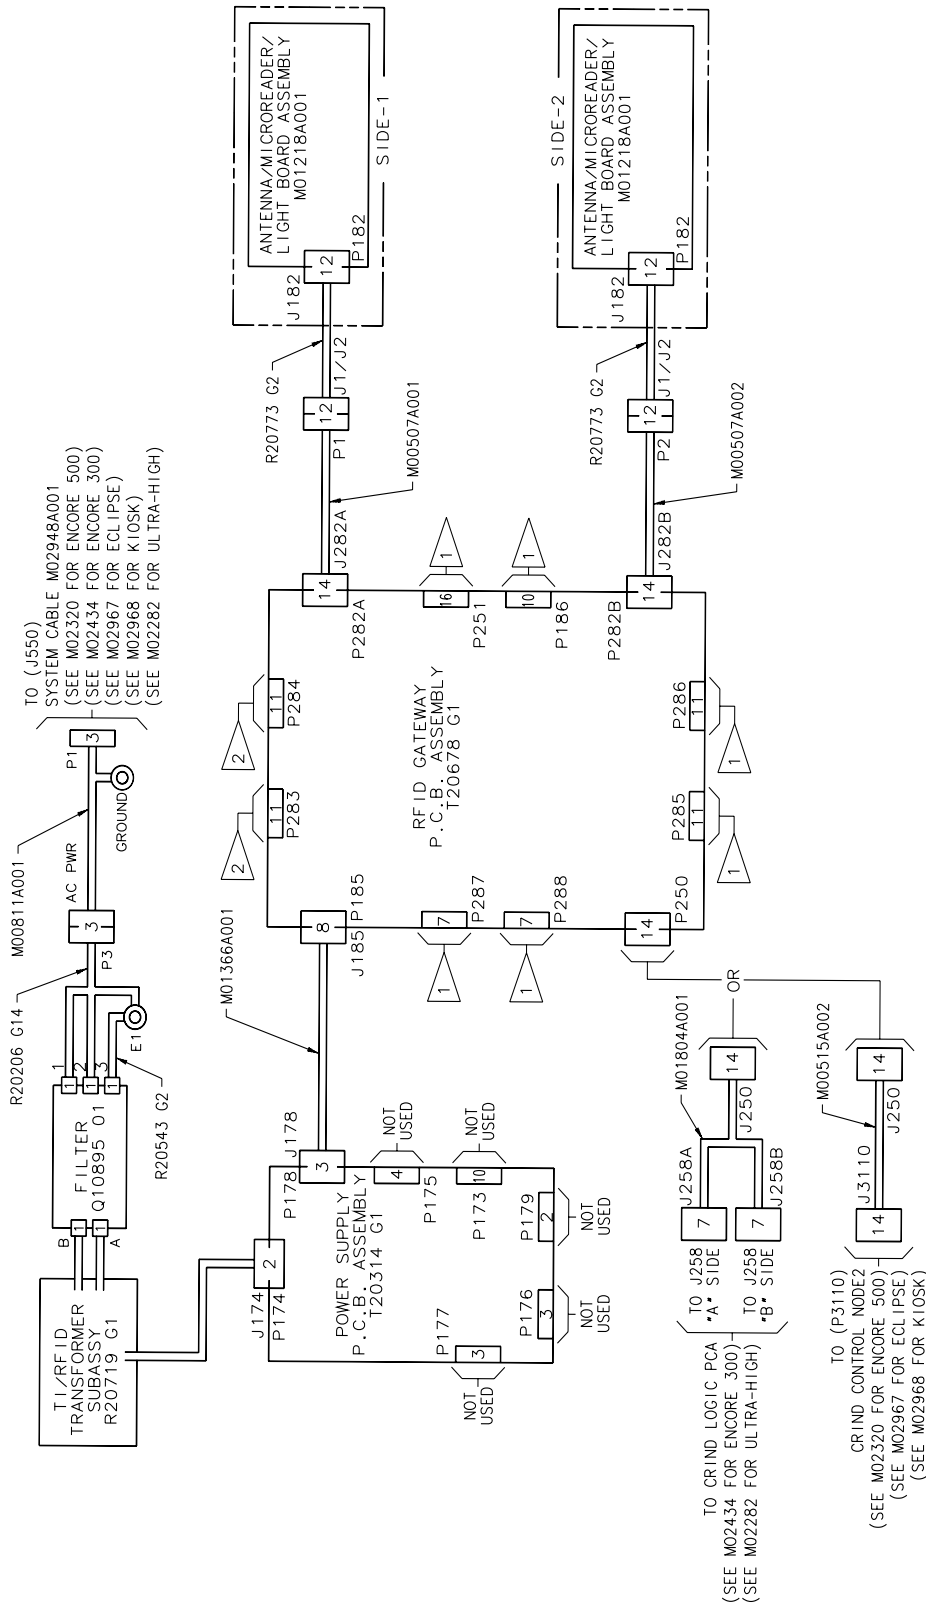 TO (J550)
SYSTEM CABLE M02948A001
(SEE M02320 FOR ENCORE 500)
(SEE M02434 FOR ENCORE 300)
(SEE M02967 FOR ECLIPSE)
(SEE M02968 FOR KIOSK)
(SEE M02282 FOR ULTRA-HIGH)
TI/RFID
TRANSFORMER
SUBASSY
R20719 G1
B
A
1
1
FILTER
Q10895 01
1
2
3
1
1
1
R20206 G14
R20543 G2
E1
P3
3
AC PWR
M00811A001
GROUND
P1
3
J174
2
P174
POWER SUPPLY
P.C.B. ASSEMBLY
T20314 G1
P178
3
J178
M01366A001
P175
4
NOT
USED
P173
10
NOT
USED
P179
2
NOT
USED
P176
3
NOT
USED
P177
3
NOT
USED
J185
8
P185
RFID GATEWAY
P.C.B. ASSEMBLY
T20678 G1
2
11
P283
2
11
P284
1
7
P287
1
7
P288
14
P250
P285
11
1
P286
11
1
P282A
14
J282A
P251
16
1
P186
10
1
P282B
14
J282B
M00507A001
P1
12
J1/J2
R20773 G2
J182
12
P182
ANTENNA/MICROREADER/
LIGHT BOARD ASSEMBLY
M01218A001
SIDE-1
M00507A002
P2
12
J1/J2
R20773 G2
J182
12
P182
ANTENNA/MICROREADER/
LIGHT BOARD ASSEMBLY
M01218A001
SIDE-2
OR
M01804A001
14
J250
J258A
7
TO J258
"A" SIDE
J258B
7
TO J258
"B" SIDE
TO CRIND LOGIC PCA
(SEE M02434 FOR ENCORE 300)
(SEE M02282 FOR ULTRA-HIGH)
M00515A002
14
J250
J3110
14
TO (P3110)
CRIND CONTROL NODE2
(SEE M02320 FOR ENCORE 500)
(SEE M02967 FOR ECLIPSE)
(SEE M02968 FOR KIOSK)